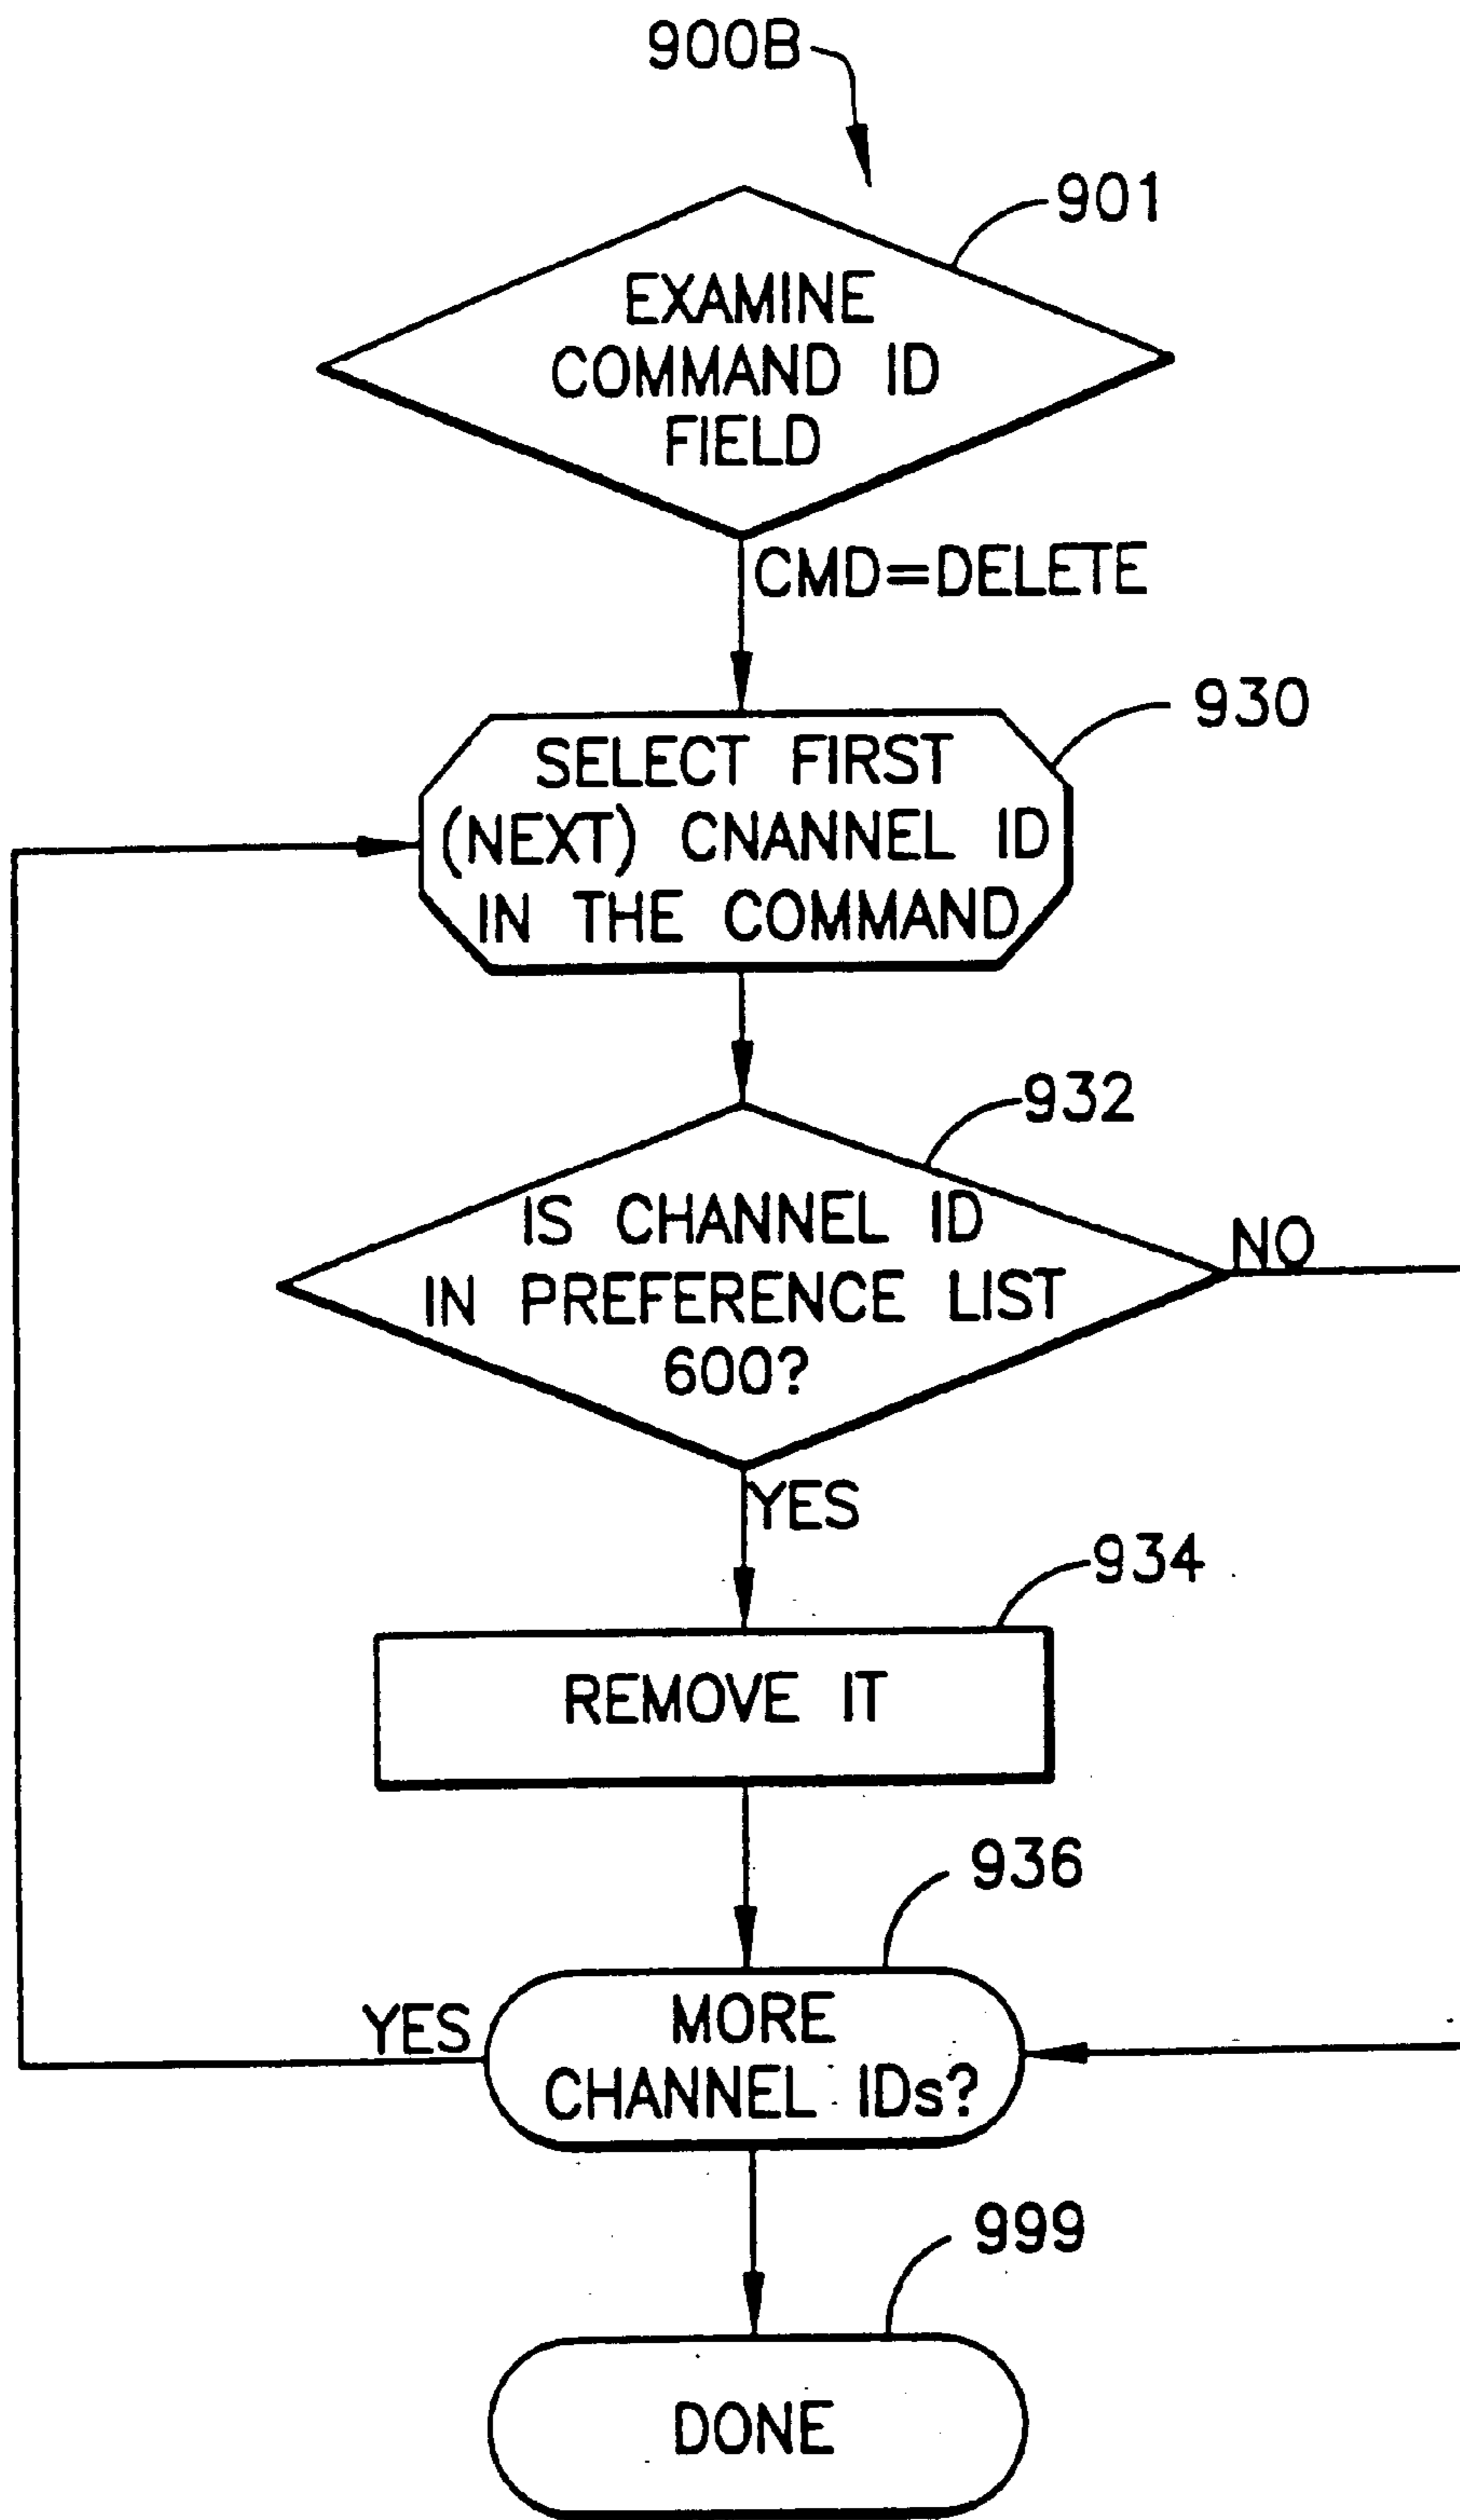 900B
901
EXAMINE
COMMAND ID
FIELD
CMD=DELETE
930
SELECT FIRST
(NEXT) CNANNEL ID
IN THE COMMAND
932
IS CHANNEL ID
IN PREFERENCE LIST
600?
NO
YES
934
REMOVE IT
936
YES
MORE
CHANNEL IDs?
999
DONE